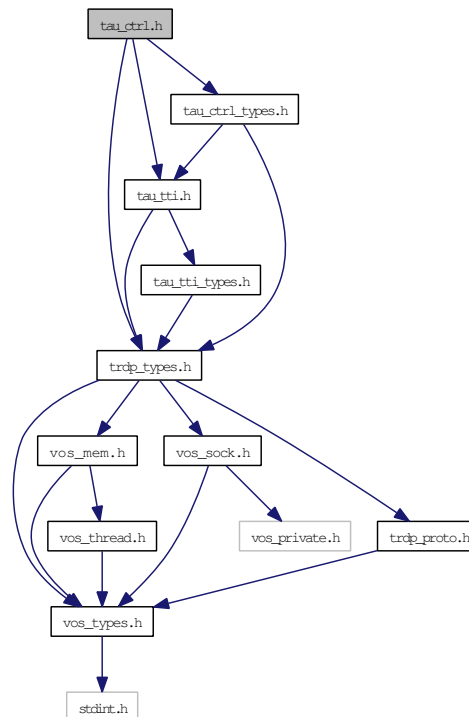 tau_ctrl.h
tau_ctrl_types.h
tau_tti.h
tau_tti_types.h
trdp_types.h
vos_mem.h
vos_sock.h
vos_thread.h
vos_private.h
trdp_proto.h
vos_types.h
stdint.h